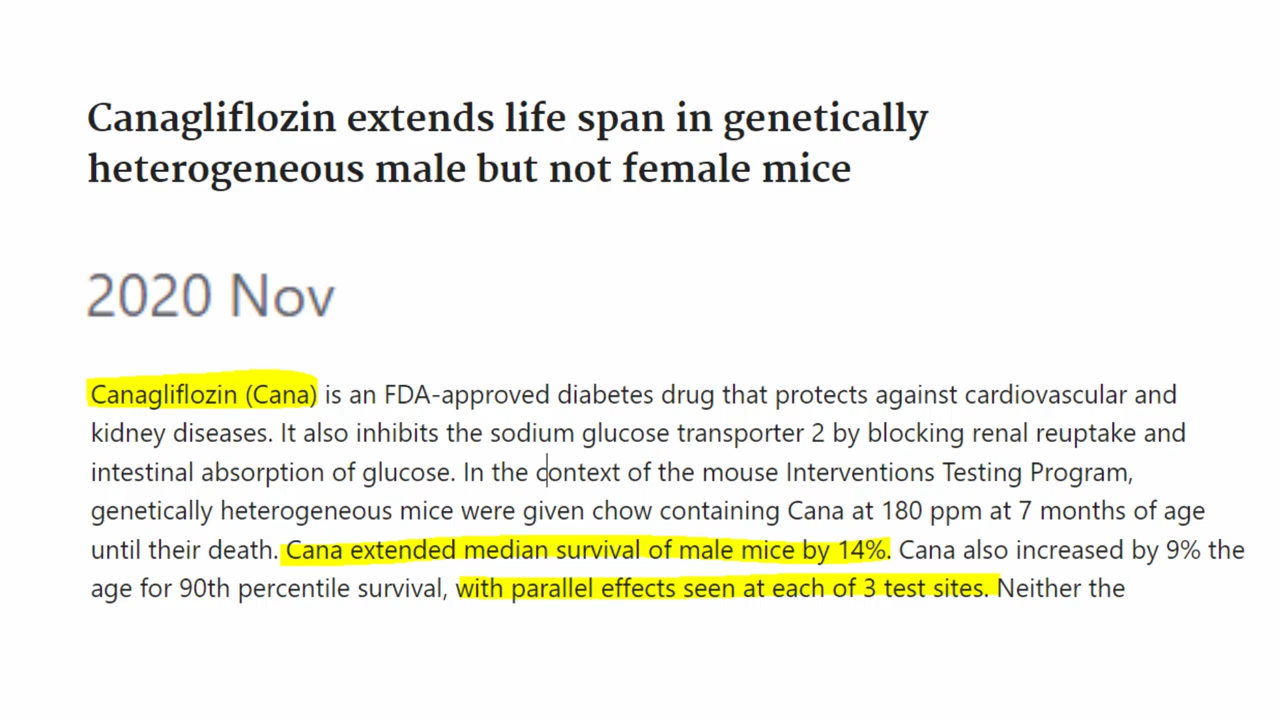 Canagliflozin extends life span in genetically
heterogeneous male but not female mice
2020 Nov
Canagliflozin (Cana) is an FDA-approved diabetes drug that protects against cardiovascular and
kidney diseases. It also inhibits the sodium glucose transporter 2 by blocking renal reuptake and
intestinal absorption of glucose. In the context of the mouse Interventions Testing Program,
genetically heterogeneous mice were given chow containing Cana at 180 ppm at 7 months of age
until their death. Cana extended median survival of male mice by 14%. Cana also increased by 9% the
age for 90th percentile survival, with parallel effects seen at each of 3 test sites. Neither the